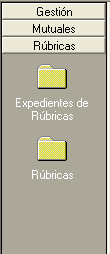 Gestión
Mutuales
Rúbricas
Expedientes de
Rúbricas
Rúbricas